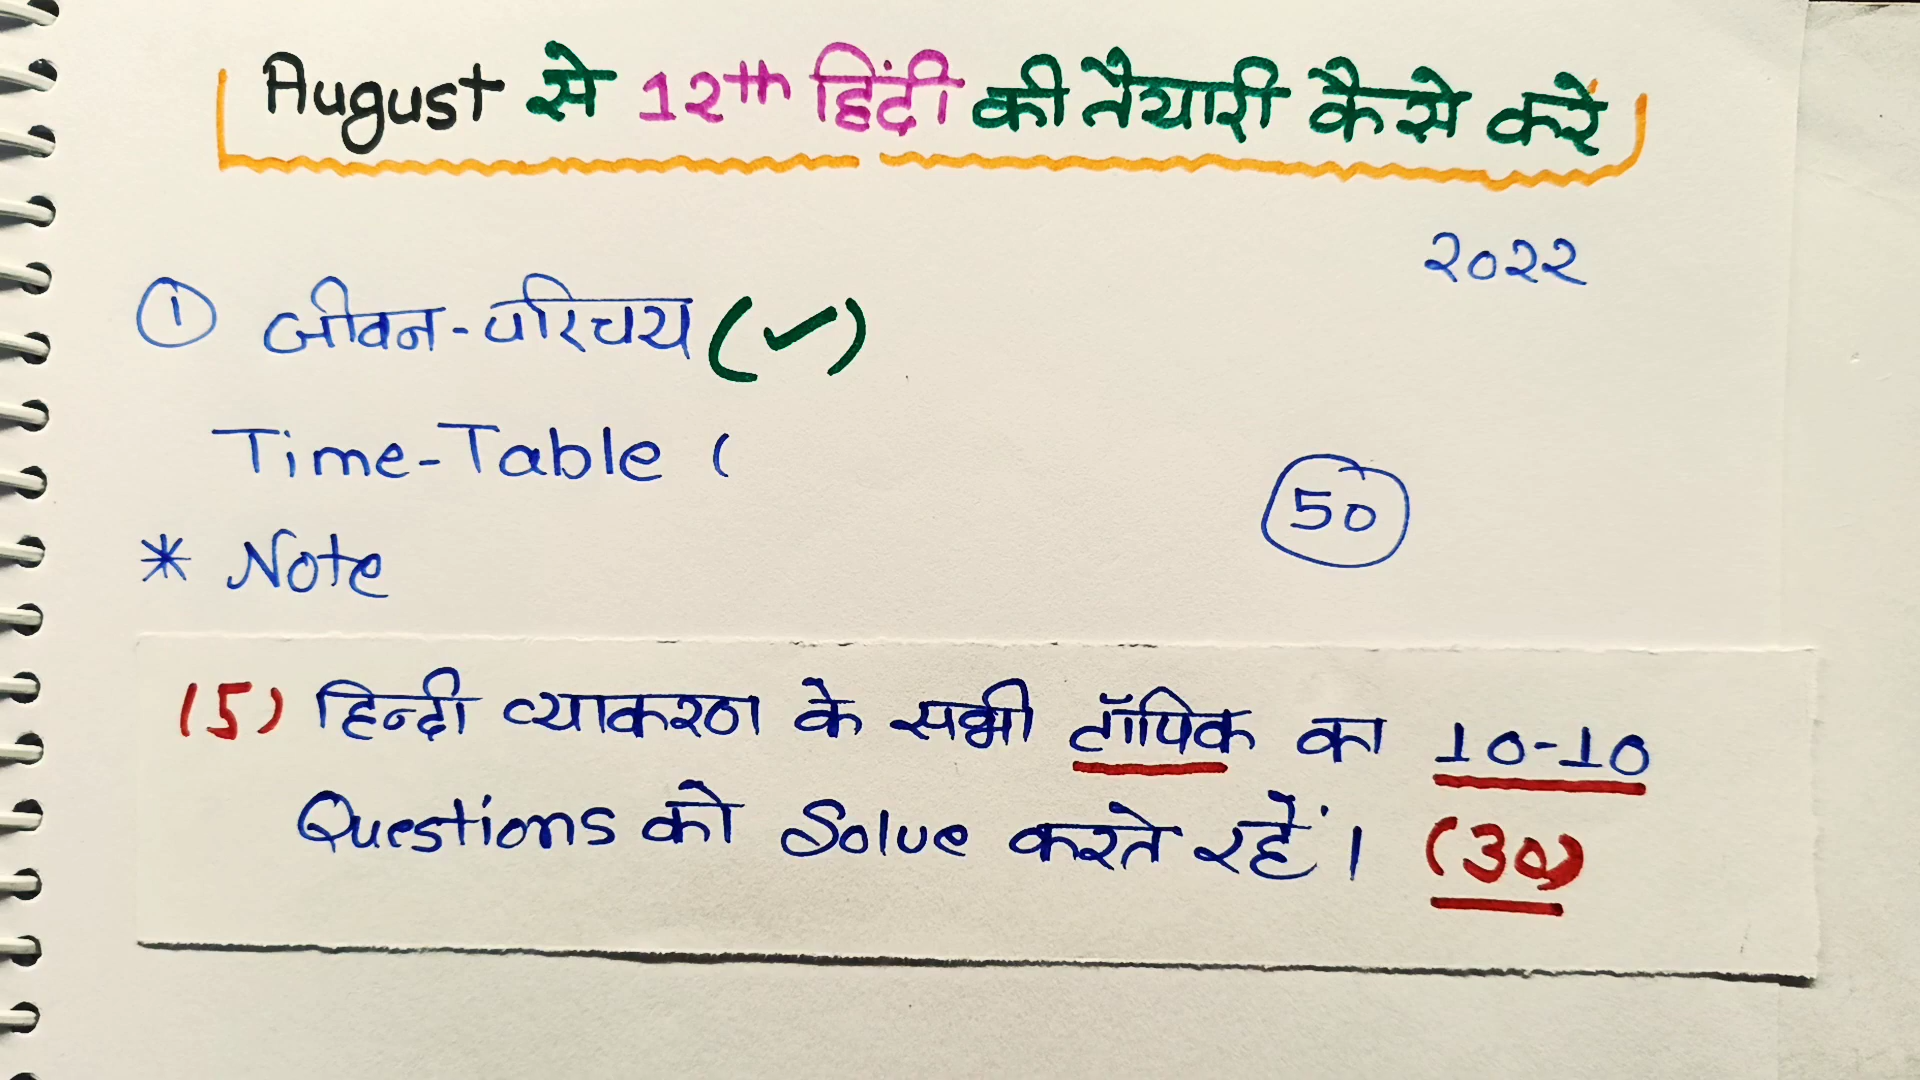 August से 12th हिंदी की तैयारी कैसे करें
२०२२
① जीवन-परिचय (✓)
Time-Table (
50
* Note
(5) हिन्दी व्याकरण के सभी टॉपिक का 10-10
Questions को Solve करते रहें। (30)